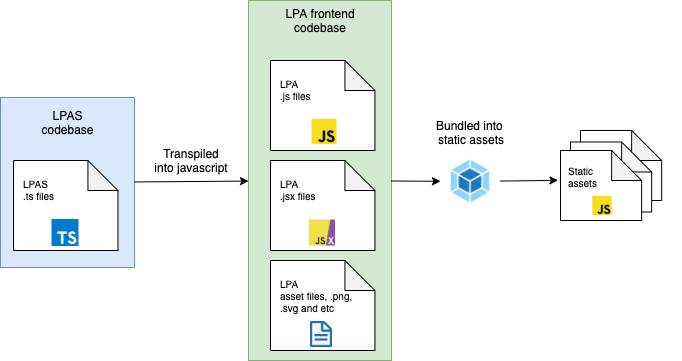 LPAS
codebase
LPAS
.ts files
TS
Transpiled
into javascript
LPA frontend
codebase
LPA
.js files
JS
LPA
.jsx files
JSX
LPA
asset files, .png,
.svg and etc
Bundled into
static assets
Static
assets
JS